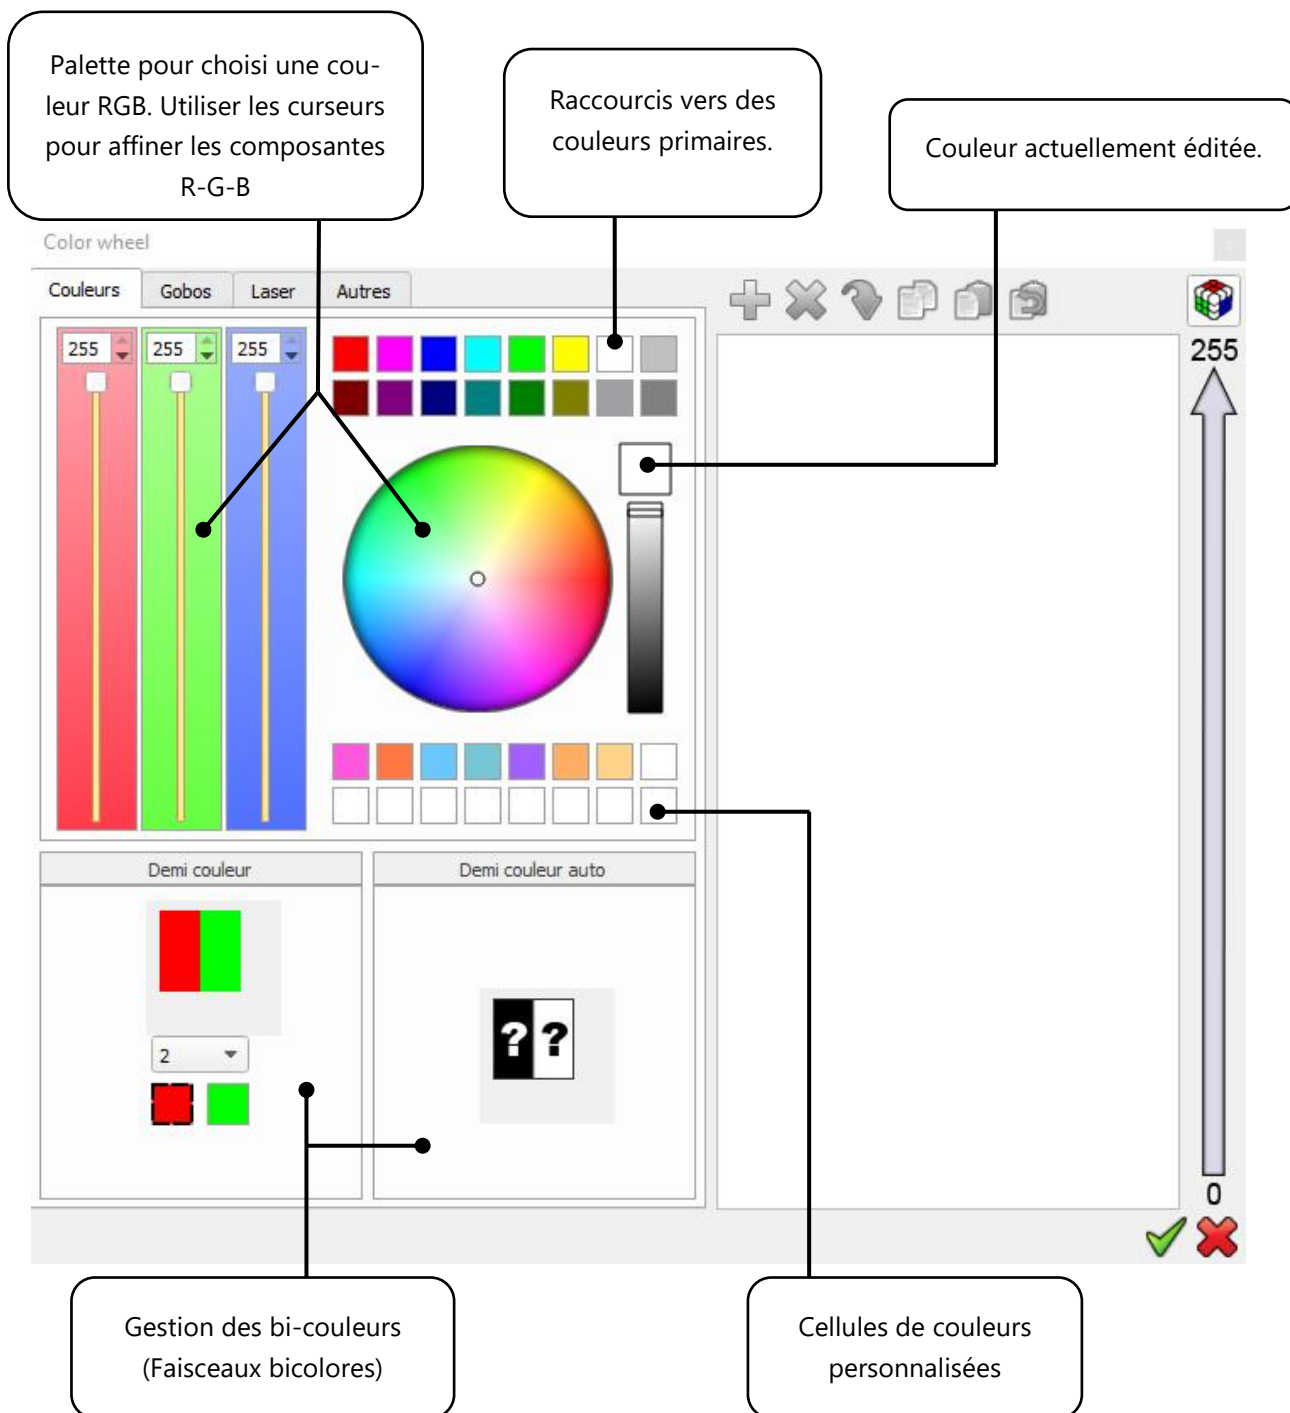 Palette pour choisi une cou-
leur RGB. Utiliser les curseurs
pour affiner les composantes
R-G-B
Raccourcis vers des
couleurs primaires.
Couleur actuellement éditée.
Color wheel
Couleurs
Gobos
Laser
Autres
255
255
255
255
Demi couleur
Demi couleur auto
2
? ?
0
Gestion des bi-couleurs
(Faisceaux bicolores)
Cellules de couleurs
personnalisées